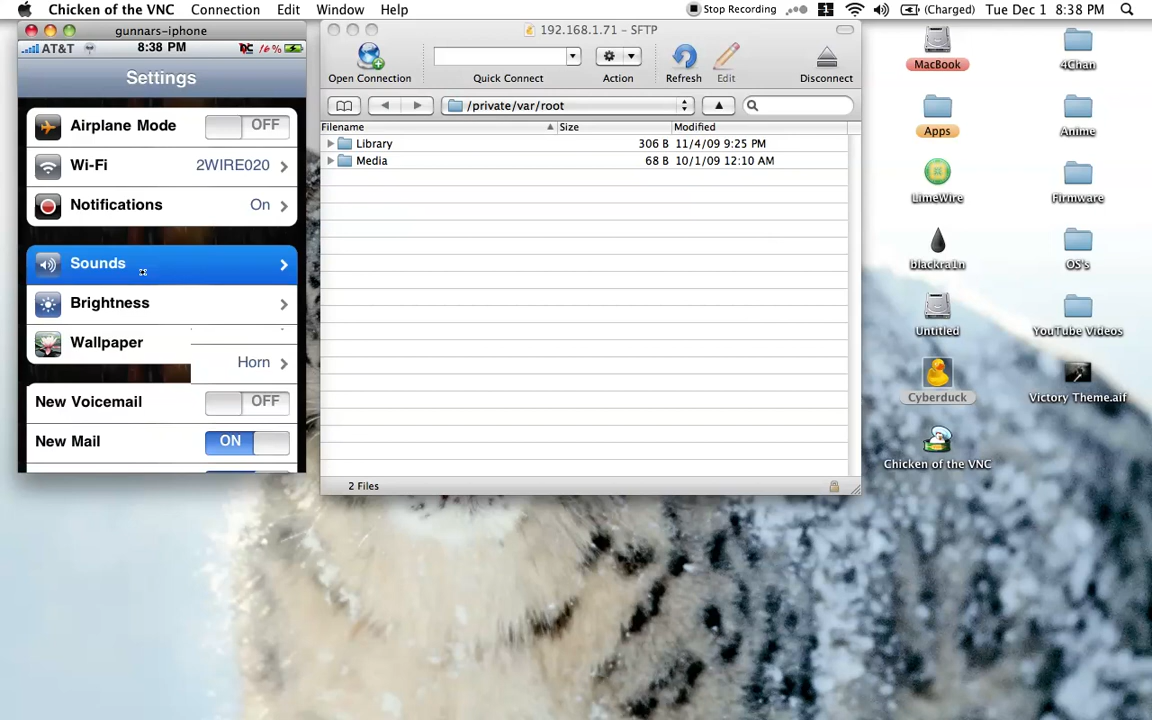 Chicken of the VNC Connection Edit Window Help Stop Recording 1 (Charged) Tue Dec 1 8:38 PM
gunnars-iphone
AT&T 8:38 PM
Settings
Airplane Mode OFF
Wi-Fi 2WIRE020
Notifications On
Sounds
Brightness
Wallpaper
Horn
New Voicemail OFF
New Mail ON
192.168.1.71 – SFTP
Open Connection Quick Connect Action Refresh Edit Disconnect
/private/var/root
Filename Size Modified
Library 306 B 11/4/09 9:25 PM
Media 68 B 10/1/09 12:10 AM
2 Files
MacBook
4Chan
Apps
Anime
LimeWire
Firmware
blackra1n
OS's
Untitled
YouTube Videos
Cyberduck
Victory Theme.aif
Chicken of the VNC